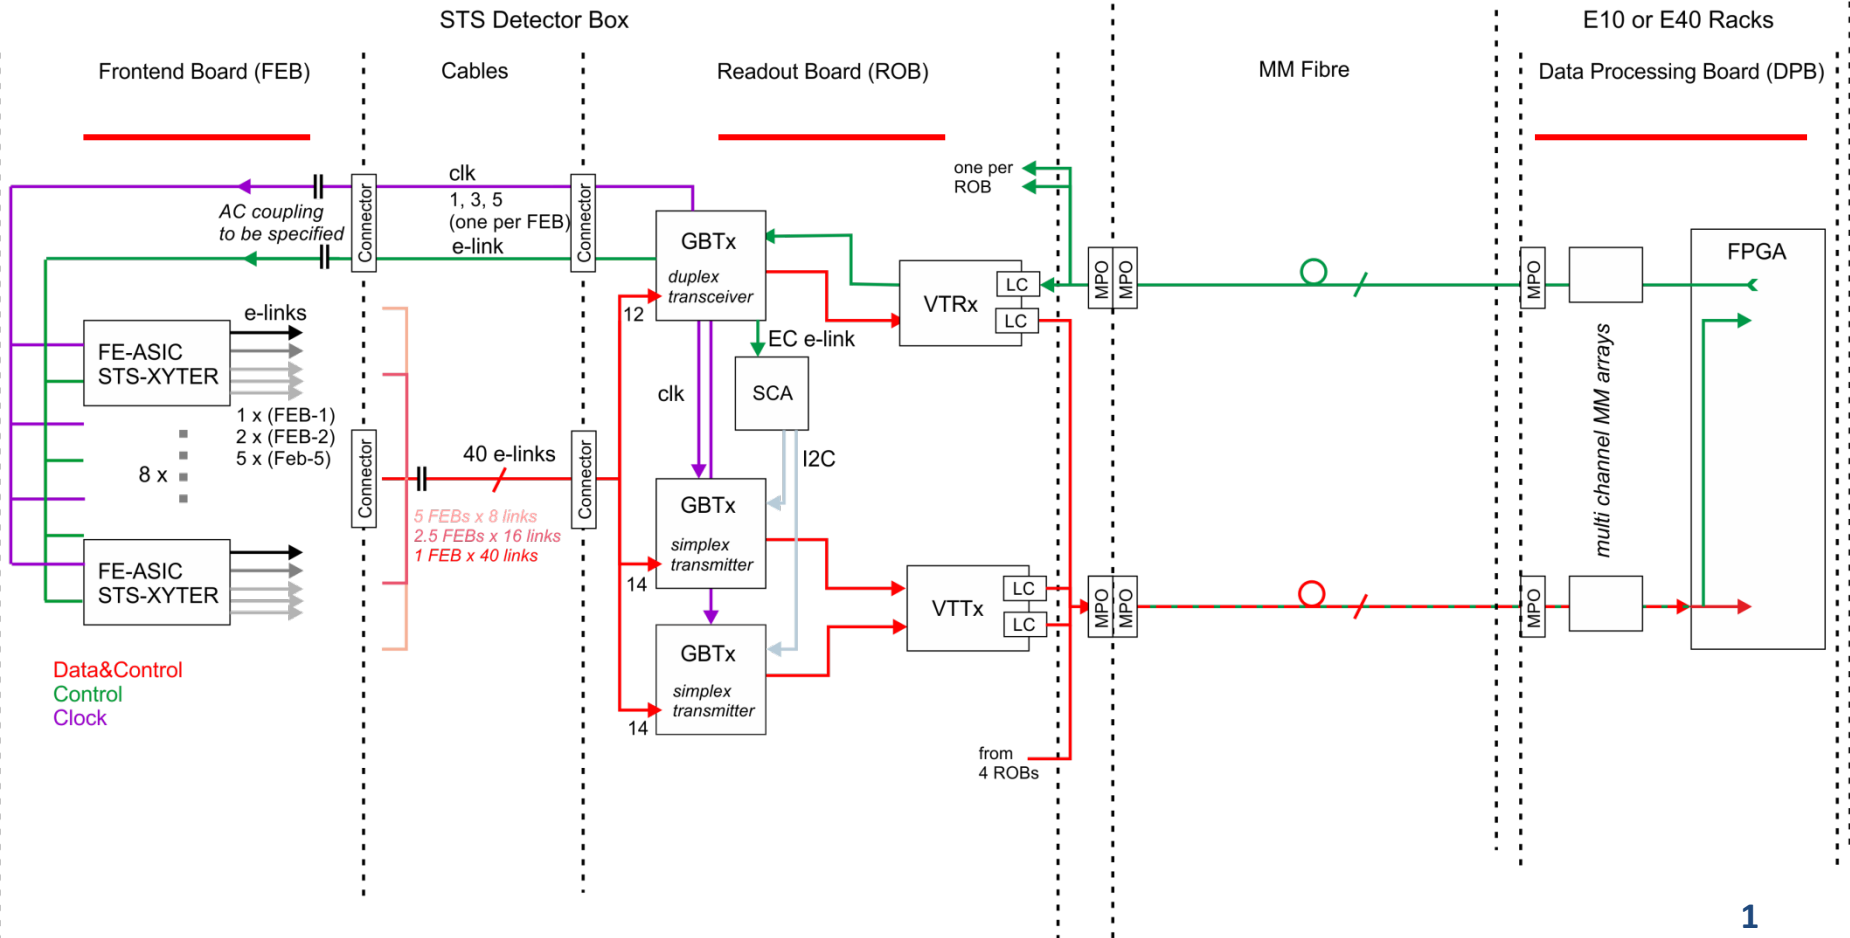 STS Detector Box
E10 or E40 Racks
Frontend Board (FEB)
Cables
Readout Board (ROB)
MM Fibre
Data Processing Board (DPB)
clk
1, 3, 5
(one per FEB)
e-link
AC coupling
to be specified
Connector
Connector
one per
ROB
GBTx
duplex
transceiver
12
VTRx
LC
LC
MPO
MPO
MPO
FPGA
e-links
FE-ASIC
STS-XYTER
1 x (FEB-1)
2 x (FEB-2)
5 x (Feb-5)
8 x
EC e-link
SCA
clk
I2C
multi channel MM arrays
Connector
40 e-links
Connector
5 FEBs x 8 links
2.5 FEBs x 16 links
1 FEB x 40 links
GBTx
simplex
transmitter
14
FE-ASIC
STS-XYTER
VTTx
LC
LC
MPO
MPO
MPO
GBTx
simplex
transmitter
14
Data&Control
Control
Clock
from
4 ROBs
1